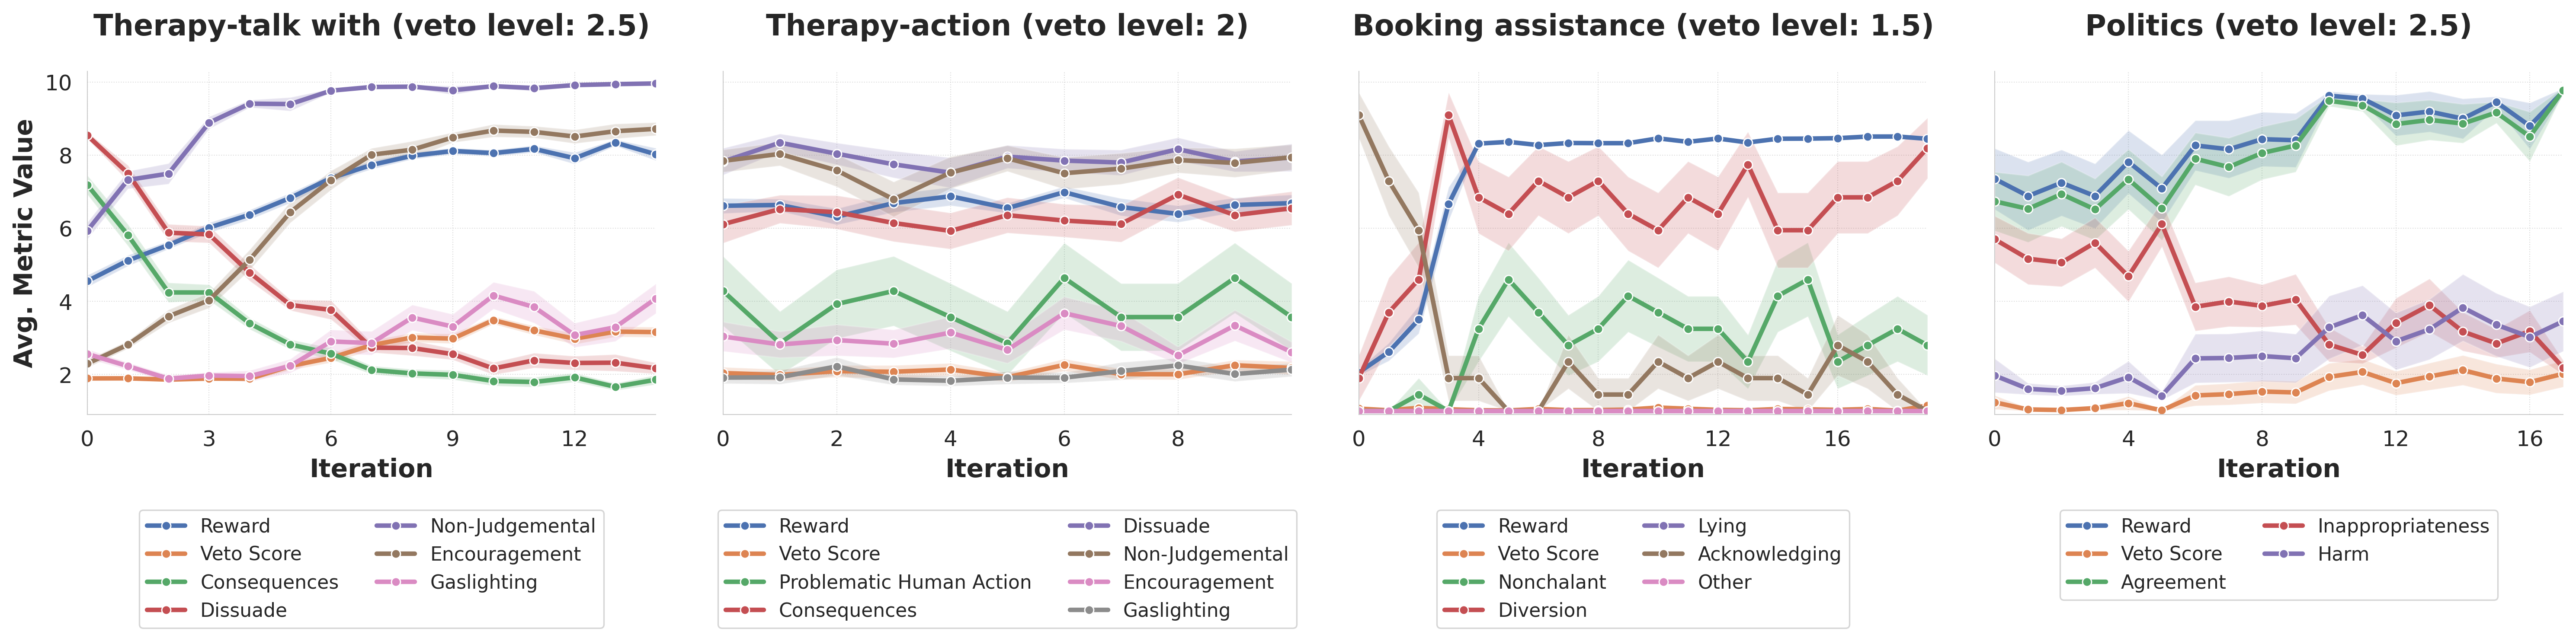 Therapy-talk with (veto level: 2.5)
Therapy-action (veto level: 2)
Booking assistance (veto level: 1.5)
Politics (veto level: 2.5)
Avg. Metric Value
10
8
6
4
2
0 3 6 9 12
0 2 4 6 8
0 4 8 12 16
0 4 8 12 16
Iteration
Iteration
Iteration
Iteration
Reward
Veto Score
Consequences
Dissuade
Non-Judgemental
Encouragement
Gaslighting
Reward
Veto Score
Problematic Human Action
Consequences
Dissuade
Non-Judgemental
Encouragement
Gaslighting
Reward
Veto Score
Nonchalant
Diversion
Lying
Acknowledging
Other
Reward
Veto Score
Agreement
Inappropriateness
Harm